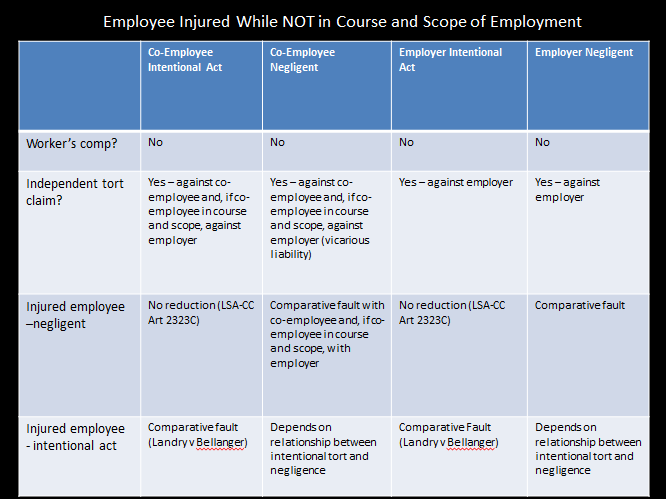 Employee Injured While NOT in Course and Scope of Employment
Co-Employee
Intentional Act
Co-Employee
Negligent
Employer Intentional
Act
Employer Negligent
Worker's comp?
No
No
No
No
Independent tort
claim?
Yes – against co-
employee and, if co-
employee in course
and scope, against
employer
Yes – against co-
employee and, if co-
employee in course
and scope, against
employer (vicarious
liability)
Yes – against employer
Yes – against
employer
Injured employee
–negligent
No reduction (LSA-CC
Art 2323C)
Comparative fault with
co-employee and, if co-
employee in course
and scope, with
employer
No reduction (LSA-CC
Art 2323C)
Comparative fault
Injured employee
- intentional act
Comparative fault
(Landry v Bellanger)
Depends on
relationship between
intentional tort and
negligence
Comparative Fault
(Landry v Bellanger)
Depends on
relationship between
intentional tort and
negligence